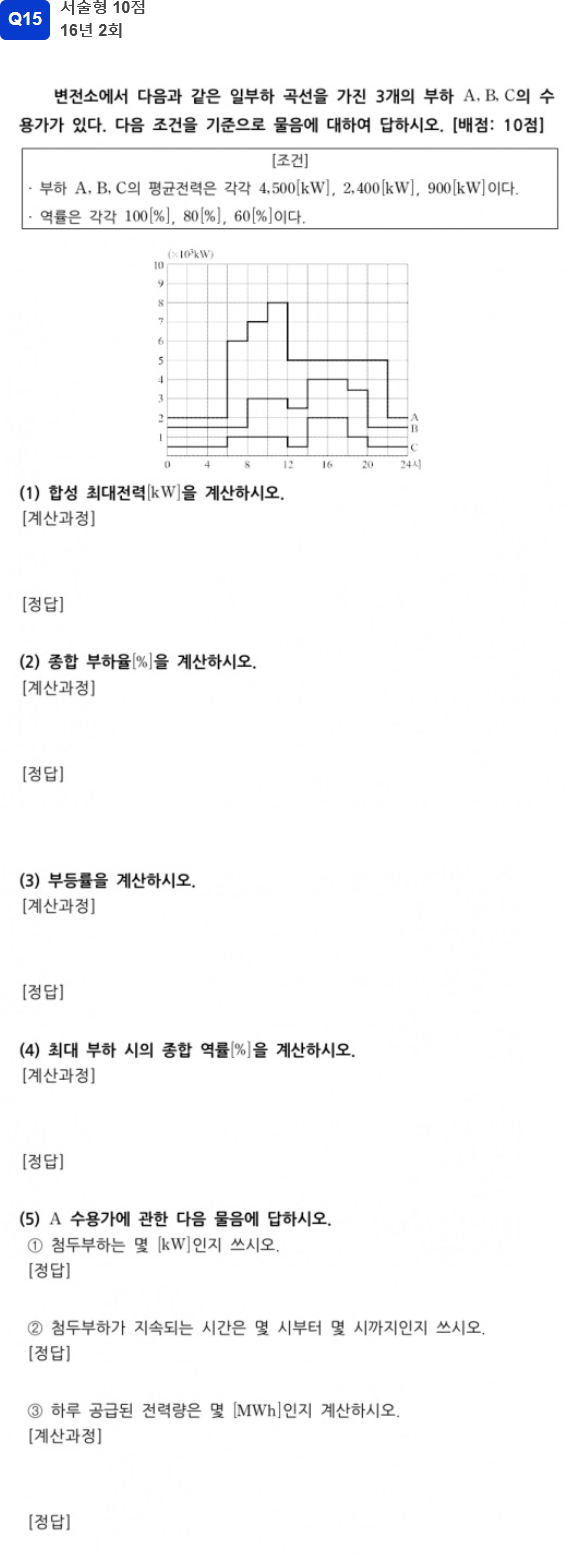 Q15
서술형 10점
16년 2회
변전소에서 다음과 같은 일부하 곡선을 가진 3개의 부하 A, B, C의 수
용가가 있다. 다음 조건을 기준으로 물음에 대하여 답하시오. [배점: 10점]
[조건]
· 부하 A, B, C의 평균전력은 각각 4,500[kW], 2,400[kW], 900[kW]이다.
· 역률은 각각 100[%], 80[%], 60[%]이다.
(×10³kW)
10
9
8
7
6
5
4
3
2
1
A
B
C
0 4 8 12 16 20 24시
(1) 합성 최대전력[kW]을 계산하시오.
[계산과정]
[정답]
(2) 종합 부하율[%]을 계산하시오.
[계산과정]
[정답]
(3) 부등률을 계산하시오.
[계산과정]
[정답]
(4) 최대 부하 시의 종합 역률[%]을 계산하시오.
[계산과정]
[정답]
(5) A 수용가에 관한 다음 물음에 답하시오.
① 첨두부하는 몇 [kW]인지 쓰시오.
[정답]
② 첨두부하가 지속되는 시간은 몇 시부터 몇 시까지인지 쓰시오.
[정답]
③ 하루 공급된 전력량은 몇 [MWh]인지 계산하시오.
[계산과정]
[정답]